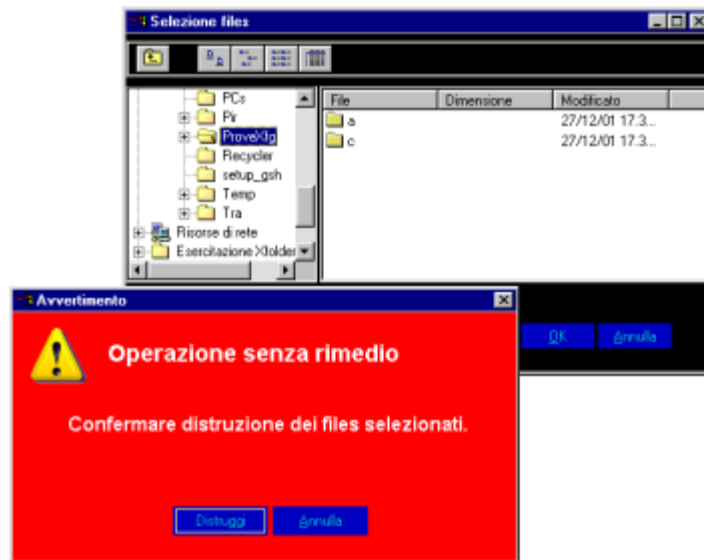 Selezione files
PCs
Pir
ProveXfg
Recycler
setup_gsh
Temp
Tra
Risorse di rete
Esercitazione Xfolder
File Dimensione Modificato
a 27/12/01 17.3...
c 27/12/01 17.3...
OK Annulla
Avvertimento
Operazione senza rimedio
Confermare distruzione dei files selezionati.
Distruggi Annulla